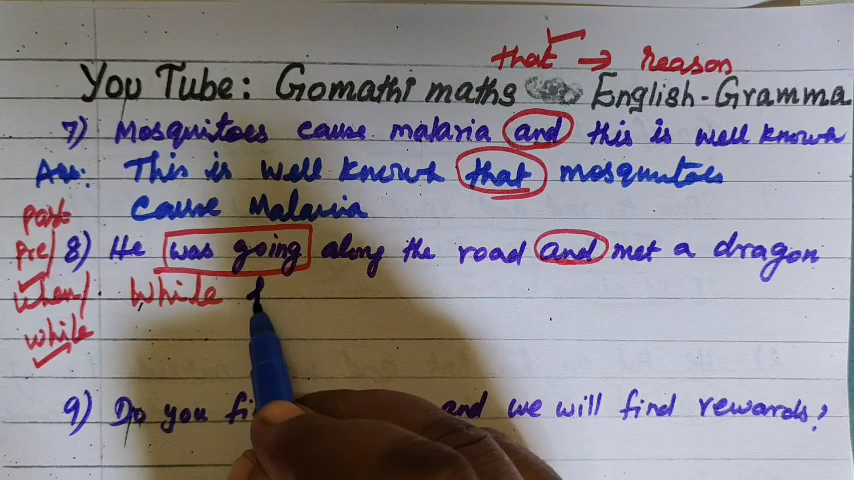 that → reason
You Tube: Gomathi maths English-Gramma
7) Mosquitoes cause malaria and this is well known
Ans: This is well known that mosquitoes
cause Malaria
past
pre/
8) He was going along the road and met a dragon
when/
while
While
9) Do you fi and we will find rewards?